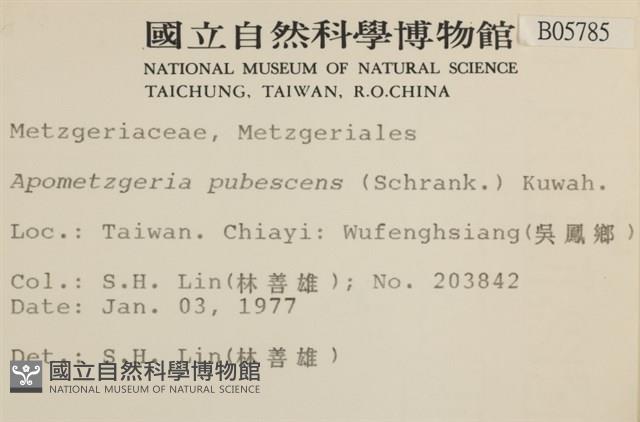 國立自然科學博物館
B05785
NATIONAL MUSEUM OF NATURAL SCIENCE
TAICHUNG, TAIWAN, R.O.CHINA
Metzgeriaceae, Metzgeriales
Apometzgeria pubescens (Schrank.) Kuwah.
Loc.: Taiwan. Chiayi: Wufenghsiang(吳鳳鄉)
Col.: S.H. Lin(林善雄); No. 203842
Date: Jan. 03, 1977
Det.: S.H. Lin(林善雄)
國立自然科學博物館
NATIONAL MUSEUM OF NATURAL SCIENCE